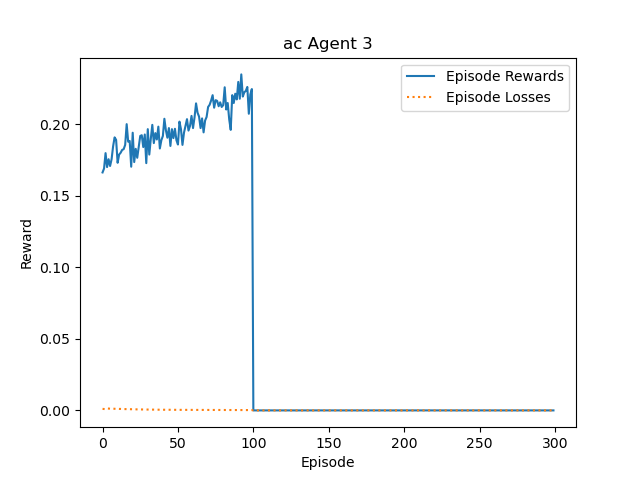 ac Agent 3
Episode Rewards
Episode Losses
Reward
0.20
0.15
0.10
0.05
0.00
0 50 100 150 200 250 300
Episode